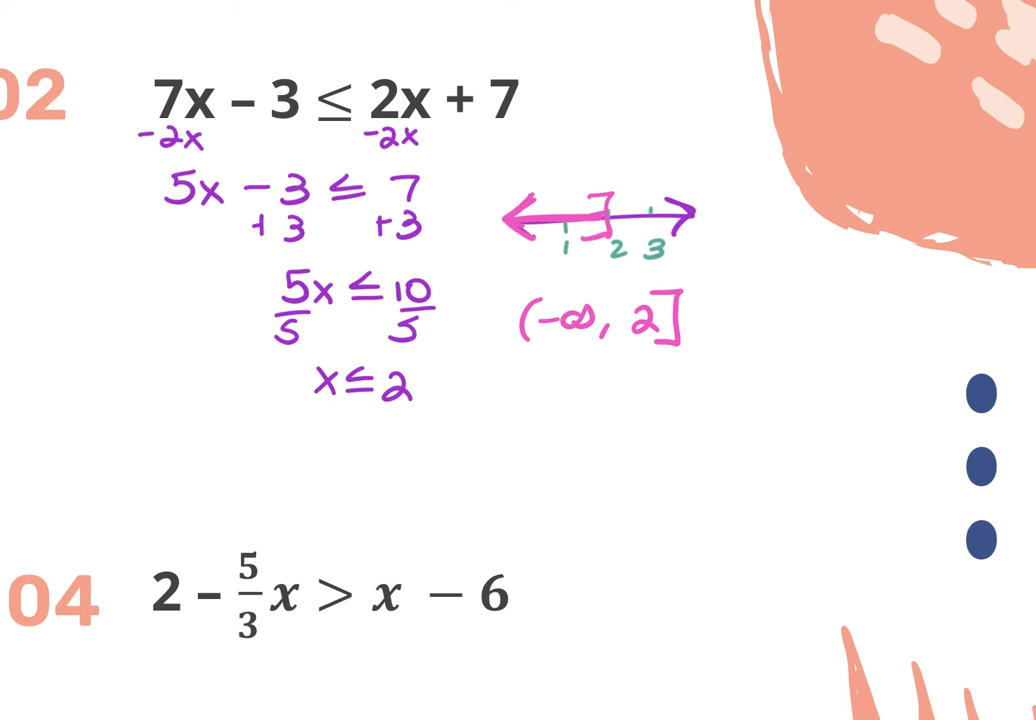 02
7x – 3 ≤ 2x + 7
-2x -2x
5x - 3 ≤ 7
+3 +3
5x ≤ 10
5 5
x ≤ 2
1 2 3
(-∞, 2]
04
2 – 5/3 x > x − 6